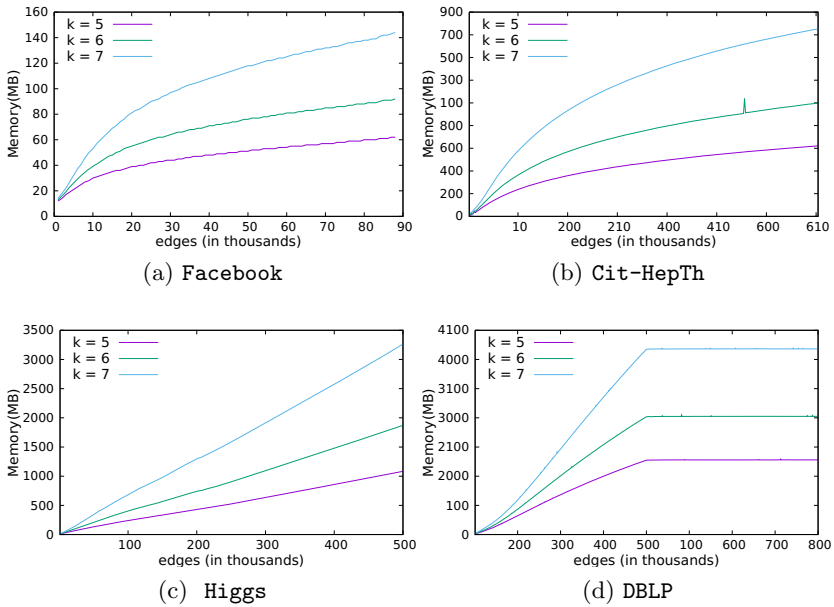 160
140
120
100
80
60
40
20
0
Memory(MB)
k = 5
k = 6
k = 7
0
10
20
30
40
50
60
70
80
90
edges (in thousands)
(a) Facebook
900
500
700
100
800
600
400
Memory(MB)
k = 5
k = 6
k = 7
10
200
210
400
410
600
610
edges (in thousands)
(b) Cit-HepTh
3500
3000
2500
2000
1500
1000
500
0
Memory(MB)
k = 5
k = 6
k = 7
100
200
300
400
500
edges (in thousands)
(c) Higgs
4100
4000
3100
3000
2100
2000
100
100
Memory(MB)
k = 5
k = 6
k = 7
200
300
400
500
100
600
700
800
edges (in thousands)
(d) DBLP